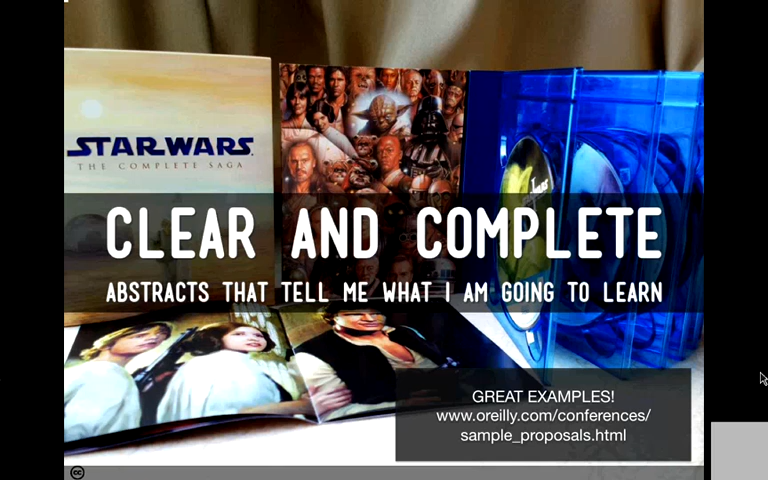 STAR WARS
THE COMPLETE SAGA
CLEAR AND COMPLETE
ABSTRACTS THAT TELL ME WHAT I AM GOING TO LEARN
GREAT EXAMPLES!
www.oreilly.com/conferences/
sample_proposals.html
cc